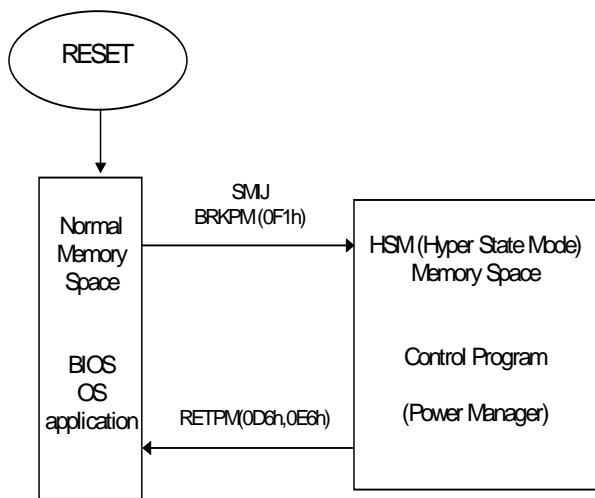 RESET
SMIJ
BRKPM (0F1h)
Normal
Memory
Space
BIOS
OS
application
HSM (Hyper State Mode)
Memory Space
Control Program
(Power Manager)
RETPM(0D6h,0E6h)